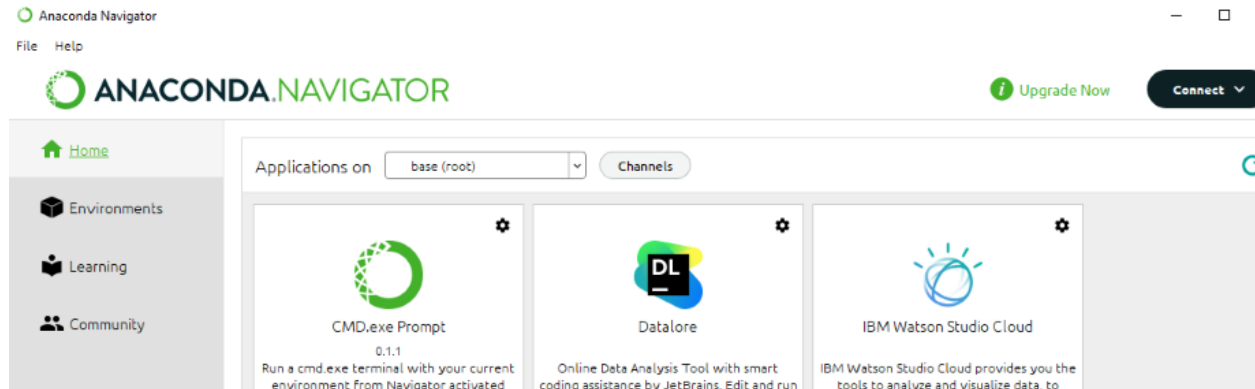 Anaconda Navigator
File Help
ANACONDA.NAVIGATOR
Upgrade Now
Connect
Home
Applications on base (root) Channels
Environments
Learning
Community
DL
CMD.exe Prompt
0.1.1
Run a cmd.exe terminal with your current
environment from Navigator activated
Datalore
Online Data Analysis Tool with smart
coding assistance by JetBrains. Edit and run
IBM Watson Studio Cloud
IBM Watson Studio Cloud provides you the
tools to analyze and visualize data, to